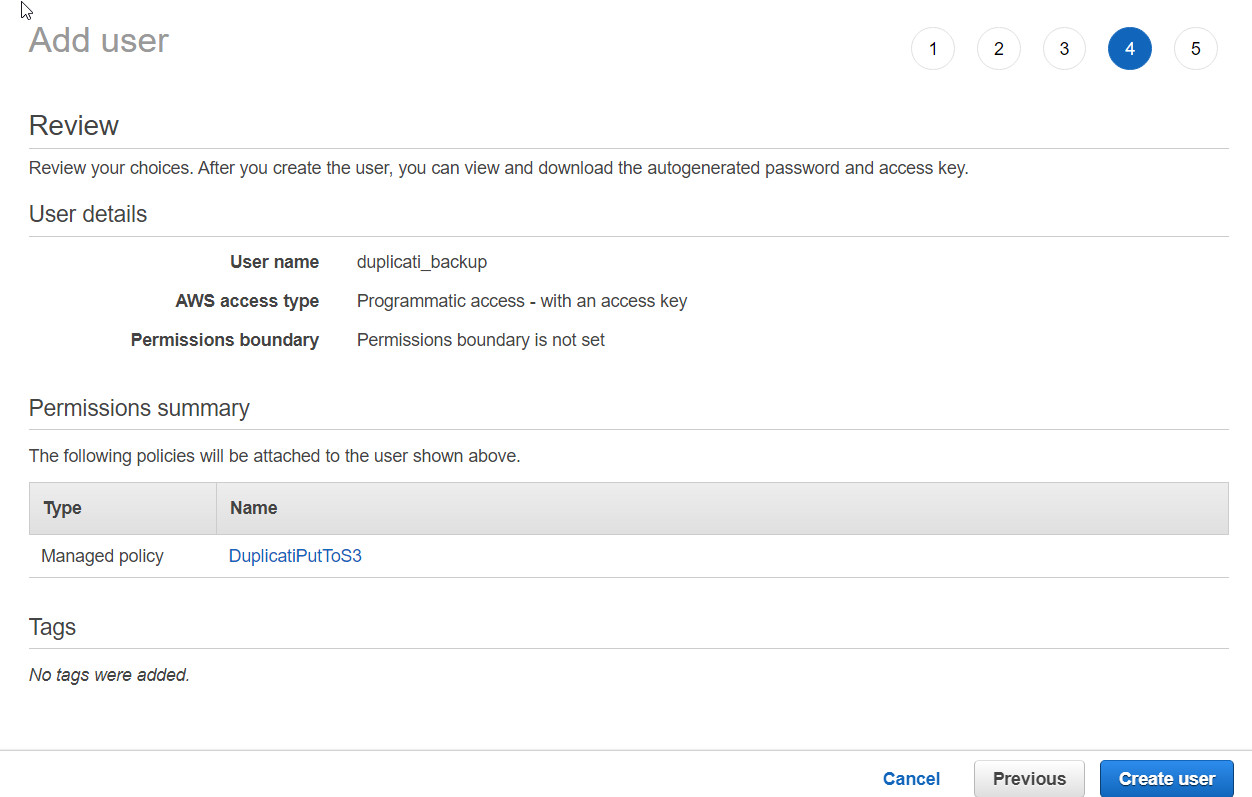 Add user
1 2 3 4 5
Review
Review your choices. After you create the user, you can view and download the autogenerated password and access key.
User details
User name duplicati_backup
AWS access type Programmatic access - with an access key
Permissions boundary Permissions boundary is not set
Permissions summary
The following policies will be attached to the user shown above.
Type Name
Managed policy DuplicatiPutToS3
Tags
No tags were added.
Cancel Previous Create user